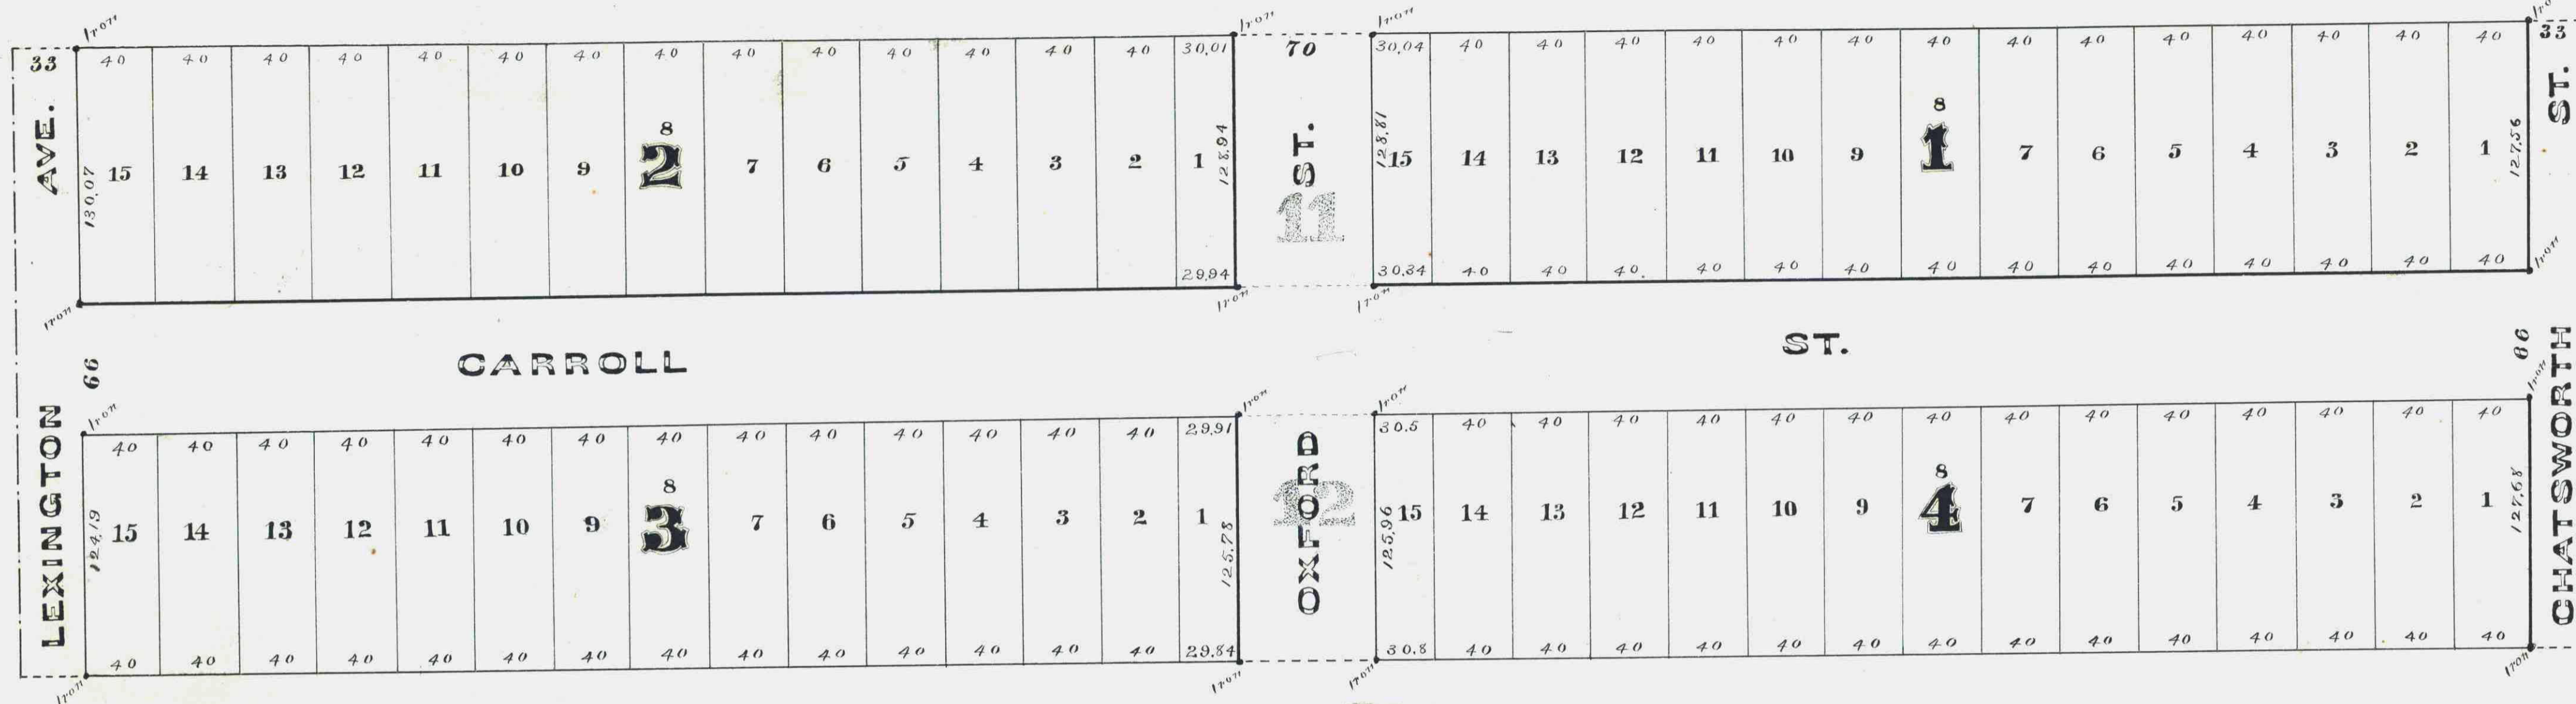 Iron Iron Iron Iron
33 40 40 40 40 40 40 40 40 40 40 40 40 40 40 30,01 70 30,04 40 40 40 40 40 40 40 40 40 40 40 40 40 40 33
AVE. ST. ST.
130,07 15 14 13 12 11 10 9 8 7 6 5 4 3 2 1 128,94
2
128,81 15 14 13 12 11 10 9 8 7 6 5 4 3 2 1 127,56
1
11
29,94 30,34 40 40 40 40 40 40 40 40 40 40 40 40 40 40
Iron Iron Iron Iron
66 CARROLL ST. 66
Iron Iron Iron Iron
40 40 40 40 40 40 40 40 40 40 40 40 40 40 29,91 30.5 40 40 40 40 40 40 40 40 40 40 40 40 40 40
LEXINGTON OXFORD CHATSWORTH
124,19 15 14 13 12 11 10 9 8 7 6 5 4 3 2 1 125,78
3
12
125,96 15 14 13 12 11 10 9 8 7 6 5 4 3 2 1 127,68
4
40 40 40 40 40 40 40 40 40 40 40 40 40 40 29,84 30.8 40 40 40 40 40 40 40 40 40 40 40 40 40 40
Iron Iron Iron Iron